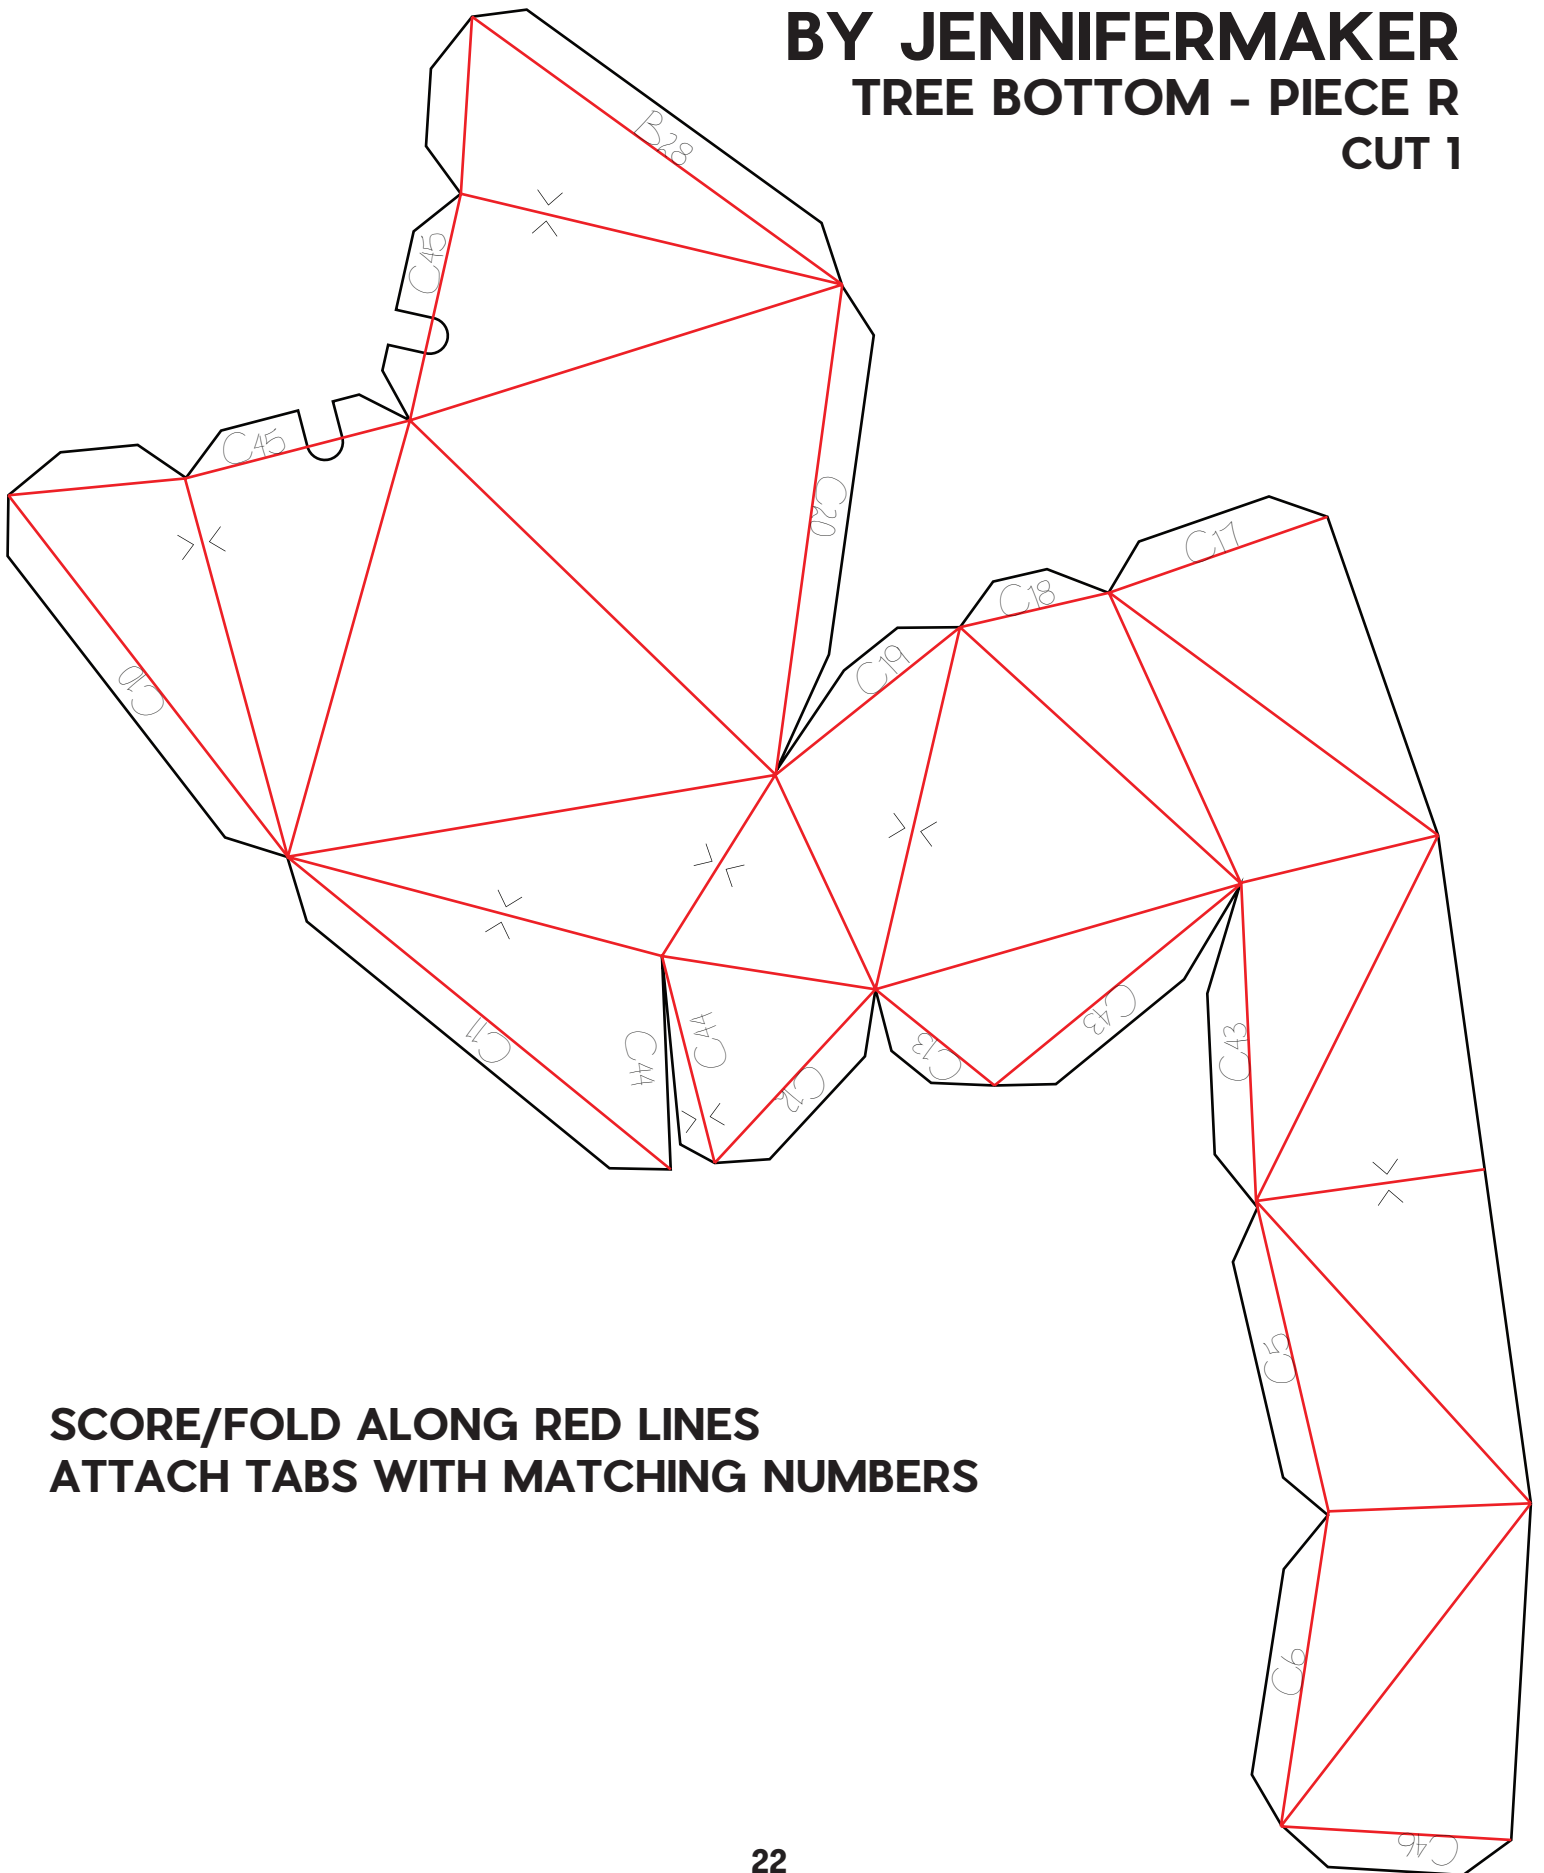 BY JENNIFERMAKER
TREE BOTTOM - PIECE R
CUT 1
B28
C45
C45
C20
C17
C18
C19
C10
C11
C44
C44
C12
C13
C43
C43
C5
C6
C46
SCORE/FOLD ALONG RED LINES
ATTACH TABS WITH MATCHING NUMBERS
22